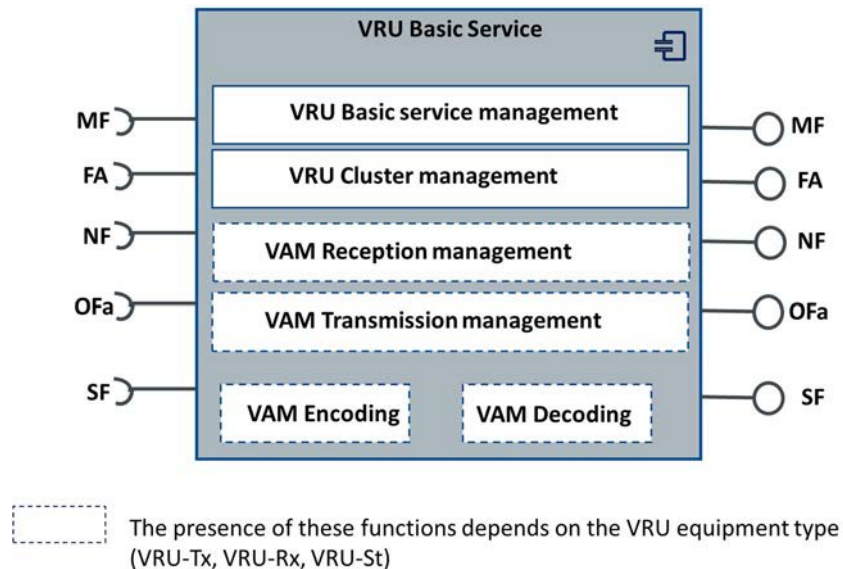 VRU Basic Service
VRU Basic service management
VRU Cluster management
VAM Reception management
VAM Transmission management
VAM Encoding
VAM Decoding
MF
FA
NF
OFa
SF
MF
FA
NF
OFa
SF
The presence of these functions depends on the VRU equipment type
(VRU-Tx, VRU-Rx, VRU-St)